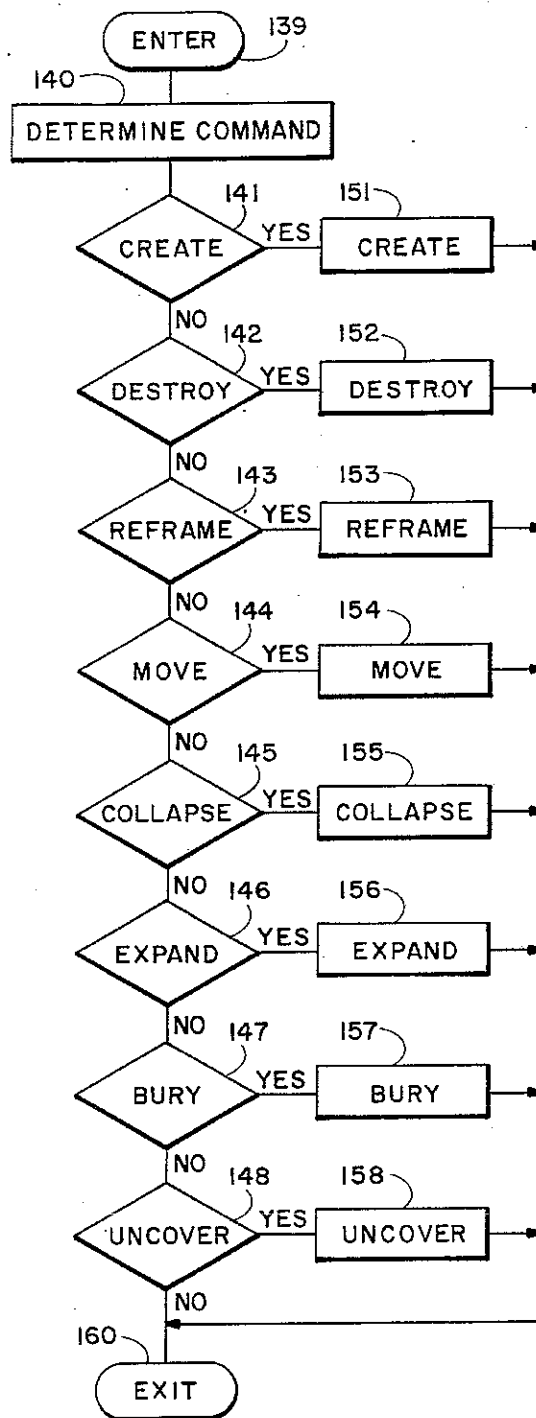 ENTER
139
140
DETERMINE COMMAND
141
151
CREATE
YES
CREATE
NO
142
152
DESTROY
YES
DESTROY
NO
143
153
REFRAME
YES
REFRAME
NO
144
154
MOVE
YES
MOVE
NO
145
155
COLLAPSE
YES
COLLAPSE
NO
146
156
EXPAND
YES
EXPAND
NO
147
157
BURY
YES
BURY
NO
148
158
UNCOVER
YES
UNCOVER
NO
160
EXIT